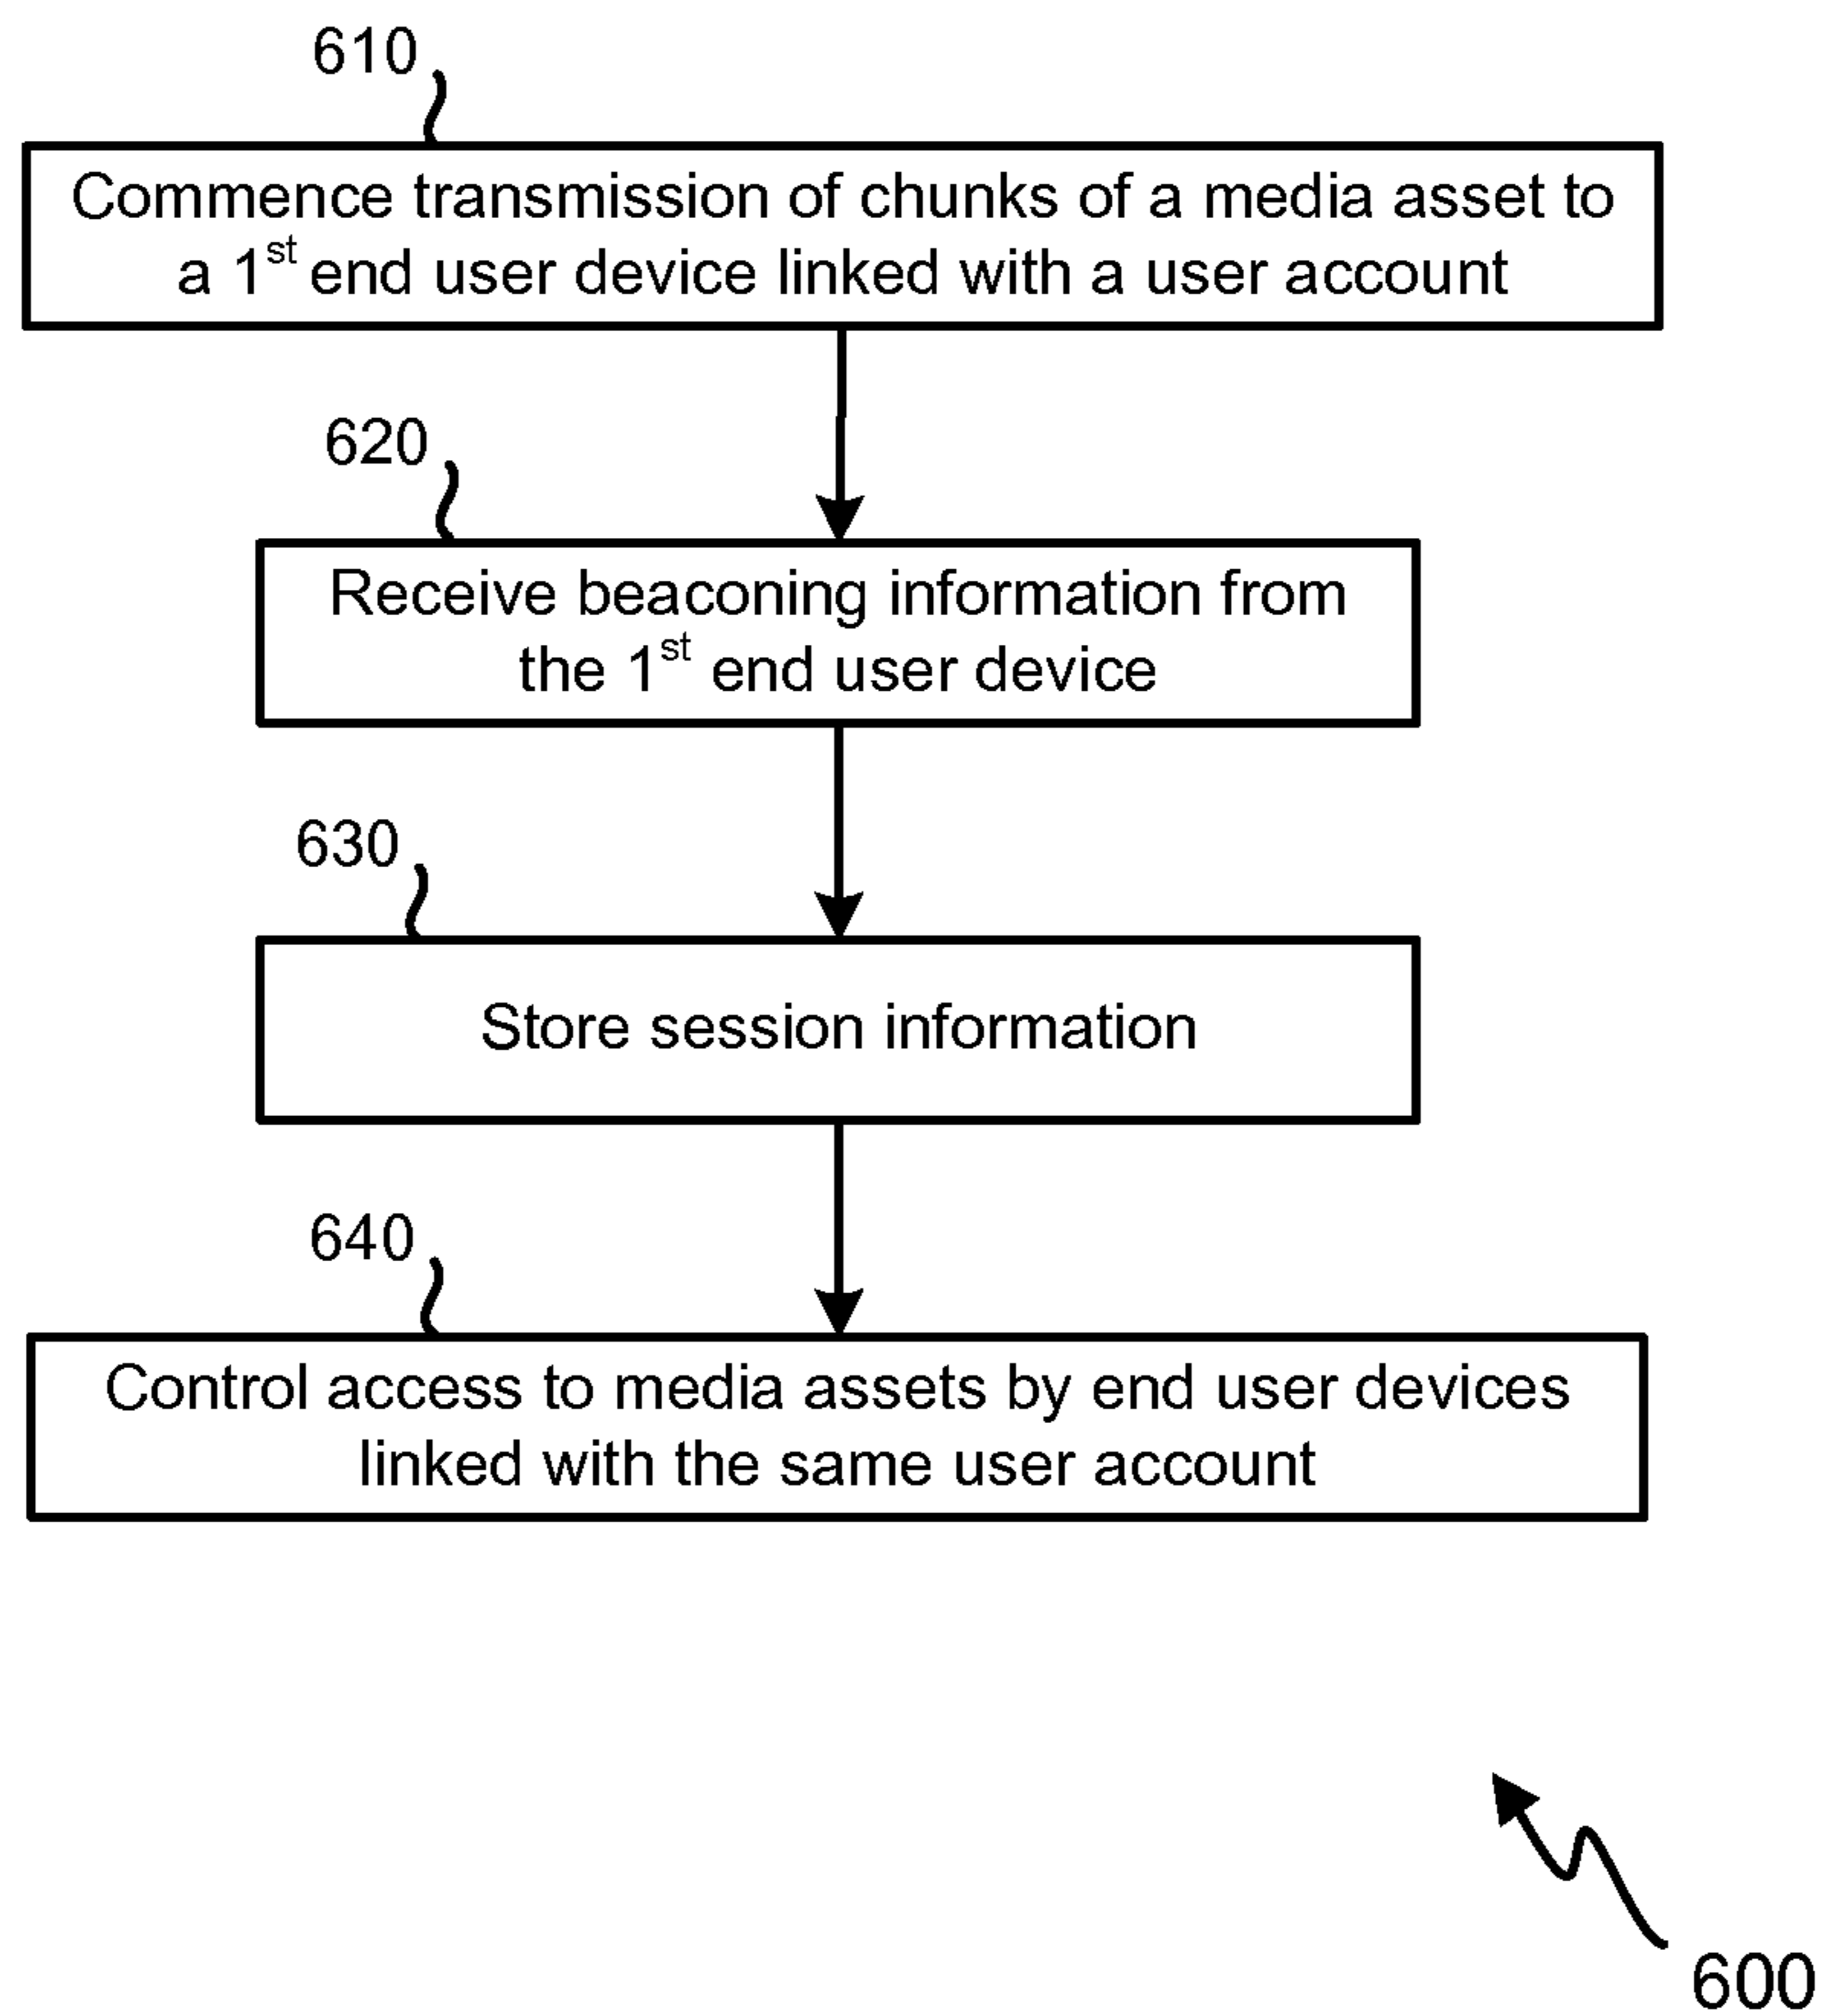 610
Commence transmission of chunks of a media asset to
a 1st end user device linked with a user account
620
Receive beaconing information from
the 1st end user device
630
Store session information
640
Control access to media assets by end user devices
linked with the same user account
600